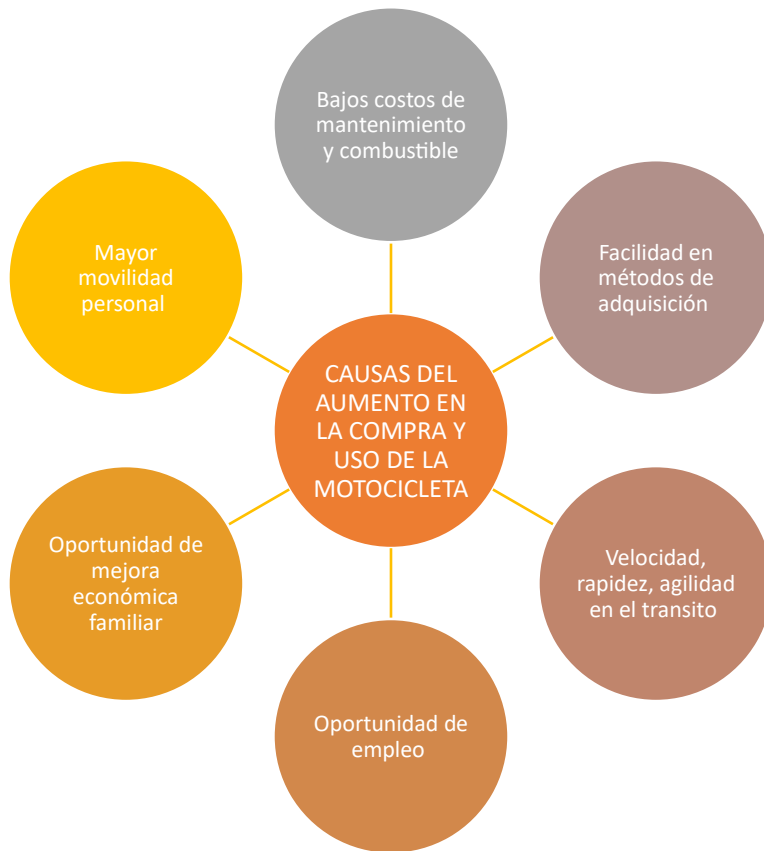 Bajos costos de
mantenimiento
y combustible
Mayor
movilidad
personal
Facilidad en
métodos de
adquisición
CAUSAS DEL
AUMENTO EN
LA COMPRA Y
USO DE LA
MOTOCICLETA
Oportunidad de
mejora
económica
familiar
Velocidad,
rapidez, agilidad
en el transito
Oportunidad de
empleo